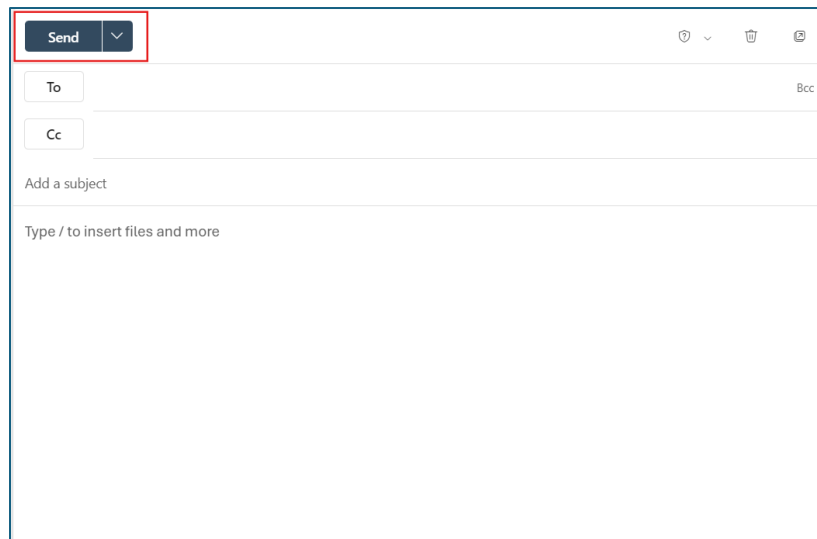 Send
To
Bcc
Cc
Add a subject
Type / to insert files and more